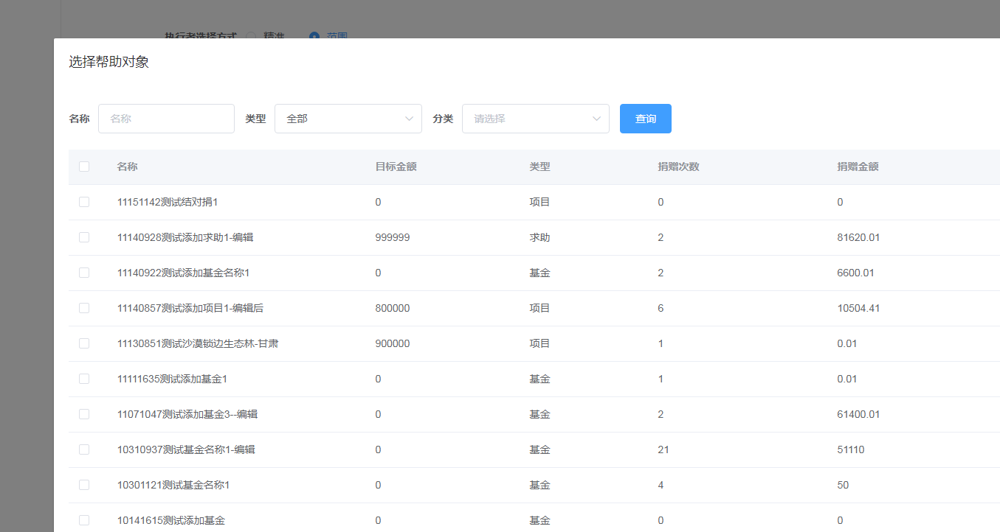 执行者选择方式 精准 范围
选择帮助对象
名称 名称 类型 全部 分类 请选择 查询
名称 目标金额 类型 捐赠次数 捐赠金额
11151142测试结对捐1 0 项目 0 0
11140928测试添加求助1-编辑 999999 求助 2 81620.01
11140922测试添加基金名称1 0 基金 2 6600.01
11140857测试添加项目1-编辑后 800000 项目 6 10504.41
11130851测试沙漠锁边生态林-甘肃 900000 项目 1 0.01
11111635测试添加基金1 0 基金 1 0.01
11071047测试添加基金3--编辑 0 基金 2 61400.01
10310937测试基金名称1-编辑 0 基金 21 51110
10301121测试基金名称1 0 基金 4 50
10141615测试添加基金 0 基金 0 0